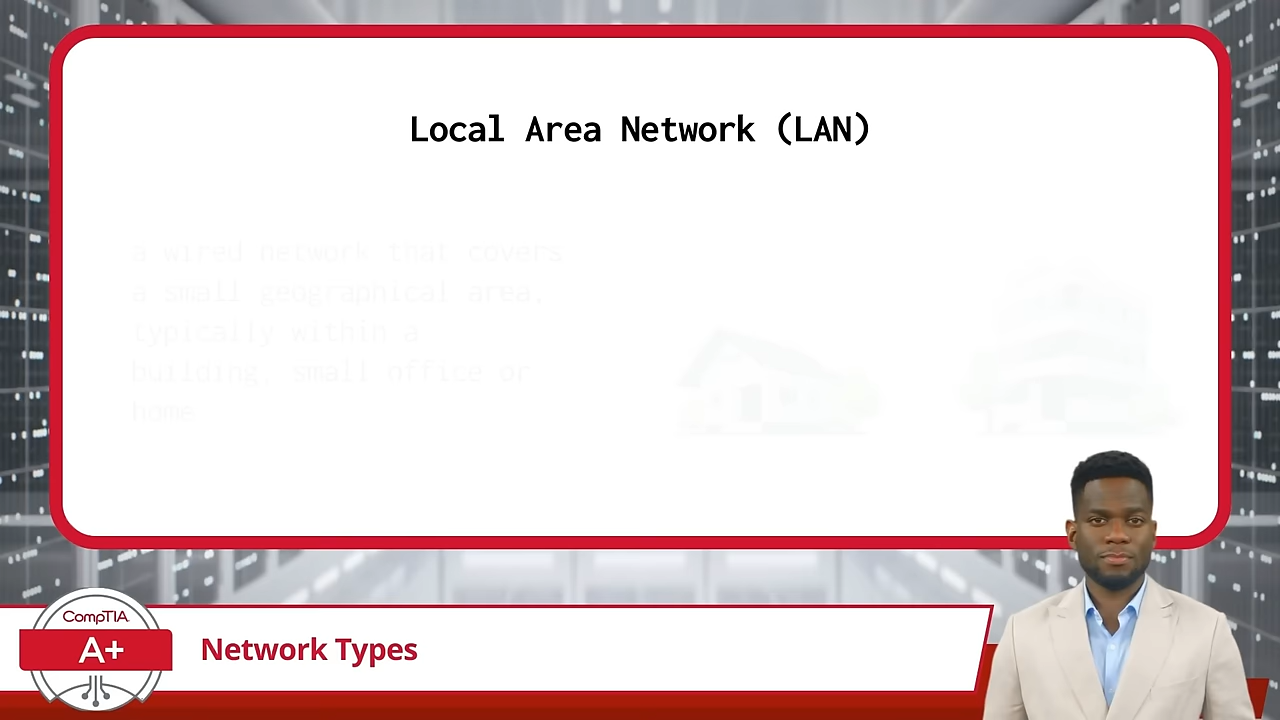 Local Area Network (LAN)
a wired network that covers
a small geographical area,
typically within a
building, small office or
home
CompTIA
A+
Network Types